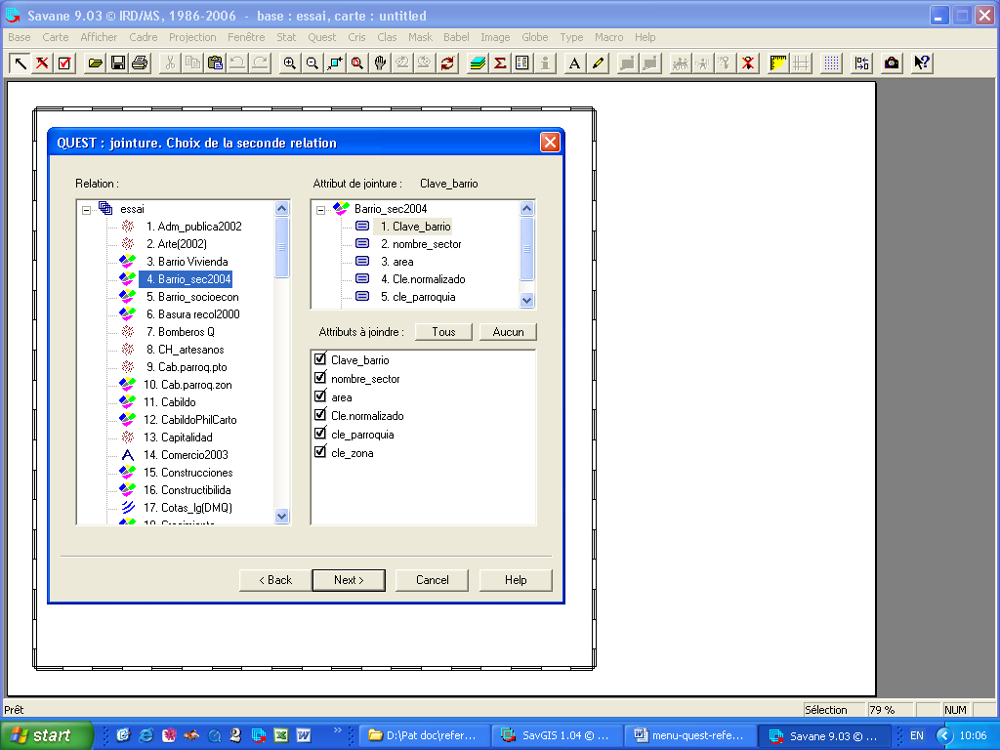 Savane 9.03 © IRD/MS, 1986-2006 - base : essai, carte : untitled
Base Carte Afficher Cadre Projection Fenêtre Stat Quest Cris Clas Mask Babel Image Globe Type Macro Help
QUEST : jointure. Choix de la seconde relation
Relation :
essai
1. Adm_publica2002
2. Arte(2002)
3. Barrio Vivienda
4. Barrio_sec2004
5. Barrio_socioecon
6. Basura recol2000
7. Bomberos Q
8. CH_artesanos
9. Cab.parroq.pto
10. Cab.parroq.zon
11. Cabildo
12. CabildoPhilCarto
13. Capitalidad
14. Comercio2003
15. Construcciones
16. Constructibilida
17. Cotas_lg(DMQ)
Attribut de jointure : Clave_barrio
Barrio_sec2004
1. Clave_barrio
2. nombre_sector
3. area
4. Cle.normalizado
5. cle_parroquia
Attributs à joindre : Tous Aucun
Clave_barrio
nombre_sector
area
Cle.normalizado
cle_parroquia
cle_zona
< Back Next > Cancel Help
Prêt Sélection 79 % NUM
start D:\Pat doc\refer... SavGIS 1.04 © ... menu-quest-refe... Savane 9.03 © ... EN 10:06